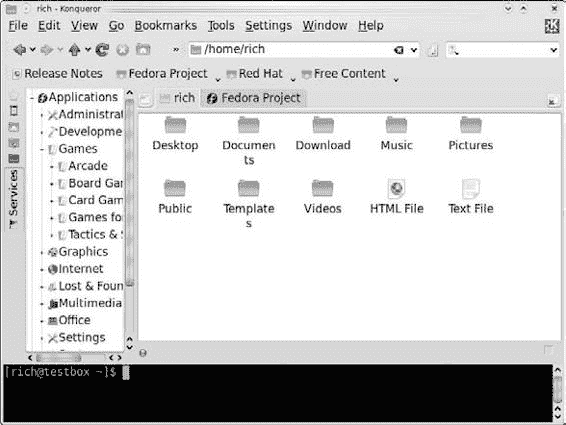 rich - Konqueror
File Edit View Go Bookmarks Tools Settings Window Help
» /home/rich
Release Notes Fedora Project Red Hat Free Content
Services
Applications
Administrat
Developme
Games
Arcade
Board Gar
Card Gam
Games fo
Tactics & S
Graphics
Internet
Lost & Foun
Multimedia
Office
Settings
rich Fedora Project
Desktop
Documen
ts
Download
Music
Pictures
Public
Template
s
Videos
HTML File
Text File
[rich@testbox ~]$